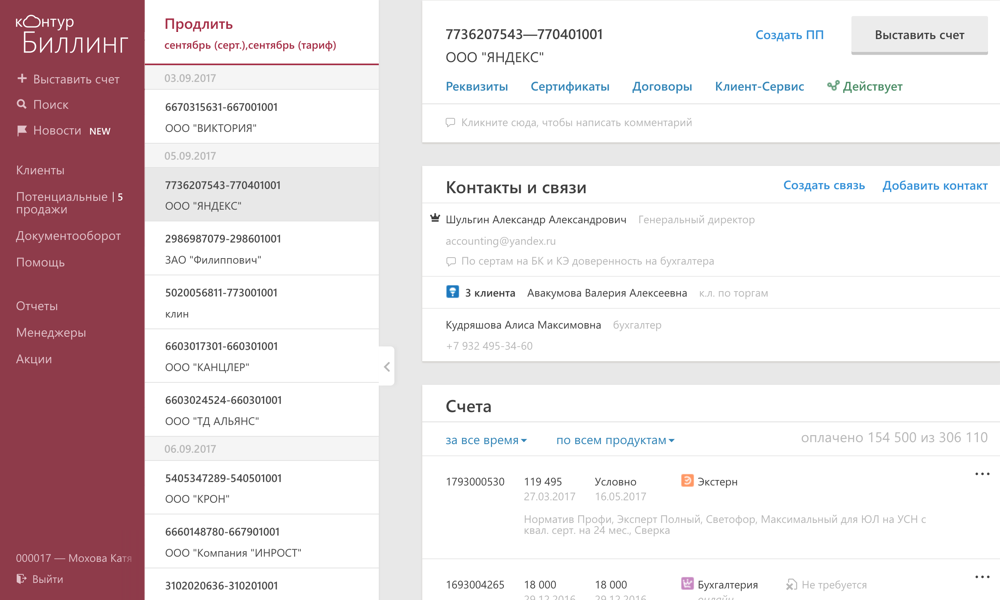 контур
Биллинг
Выставить счет
Поиск
Новости NEW
Клиенты
Потенциальные | 5
продажи
Документооборот
Помощь
Отчеты
Менеджеры
Акции
000017 — Мохова Катя
Выйти
Продлить
сентябрь (серт.),сентябрь (тариф)
03.09.2017
6670315631-667001001
ООО "ВИКТОРИЯ"
05.09.2017
7736207543-770401001
ООО "ЯНДЕКС"
2986987079-298601001
ЗАО "Филиппович"
5020056811-773001001
клин
6603017301-660301001
ООО "КАНЦЛЕР"
6603024524-660301001
ООО "ТД АЛЬЯНС"
06.09.2017
5405347289-540501001
ООО "КРОН"
6660148780-667901001
ООО "Компания "ИНРОСТ"
3102020636-310201001
7736207543—770401001
Создать ПП
Выставить счет
ООО "ЯНДЕКС"
Реквизиты Сертификаты Договоры Клиент-Сервис Действует
Кликните сюда, чтобы написать комментарий
Контакты и связи
Создать связь Добавить контакт
Шульгин Александр Александрович Генеральный директор
accounting@yandex.ru
По сертам на БК и КЭ доверенность на бухгалтера
3 клиента Авакумова Валерия Алексеевна к.л. по торгам
Кудряшова Алиса Максимовна бухгалтер
+7 932 495-34-60
Счета
за все время по всем продуктам оплачено 154 500 из 306 110
1793000530 119 495 Условно Экстерн
27.03.2017 16.05.2017
Норматив Профи, Эксперт Полный, Светофор, Максимальный для ЮЛ на УСН с
квал. серт. на 24 мес., Сверка
1693004265 18 000 18 000 Бухгалтерия Не требуется
29.12.2016 29.12.2016 онлайн